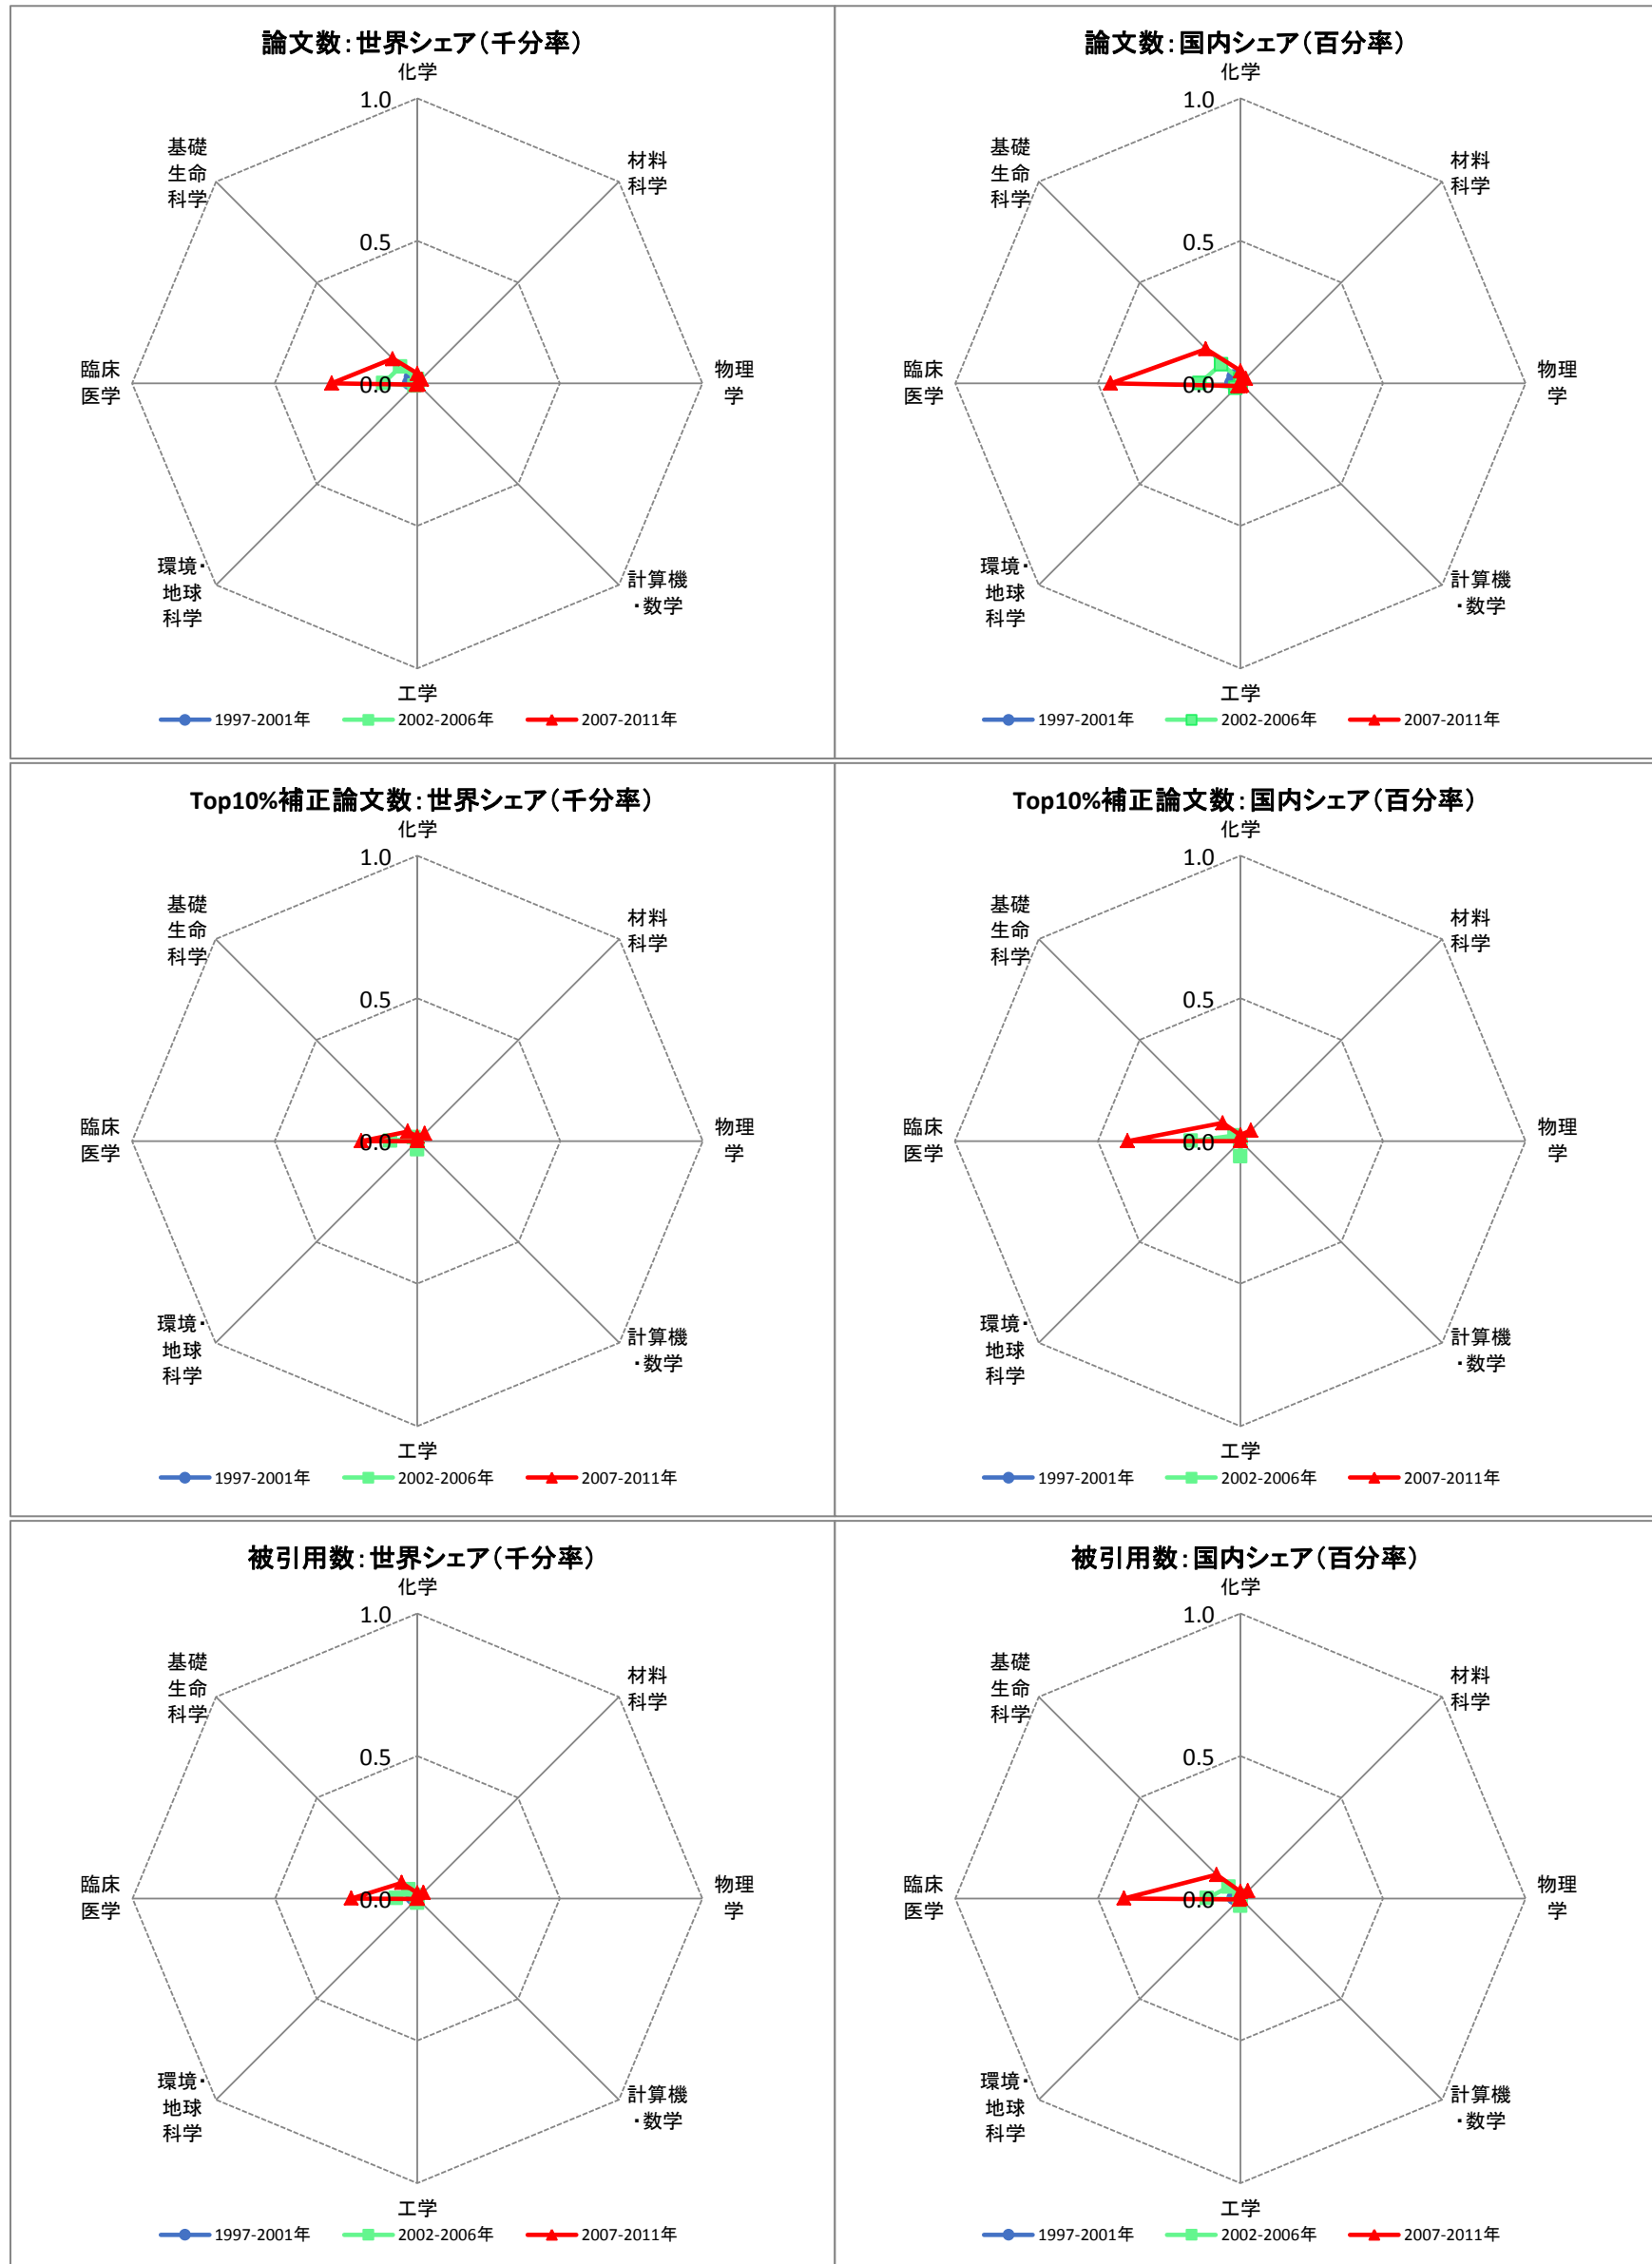 論文数：世界シェア（千分率）
化学
1.0
基礎
生命
科学
材料
科学
0.5
臨床
医学
0.0
物理
学
環境・
地球
科学
計算機
・数学
工学
1997-2001年 2002-2006年 2007-2011年
論文数：国内シェア（百分率）
化学
1.0
基礎
生命
科学
材料
科学
0.5
臨床
医学
0.0
物理
学
環境・
地球
科学
計算機
・数学
工学
1997-2001年 2002-2006年 2007-2011年
Top10%補正論文数：世界シェア（千分率）
化学
1.0
基礎
生命
科学
材料
科学
0.5
臨床
医学
0.0
物理
学
環境・
地球
科学
計算機
・数学
工学
1997-2001年 2002-2006年 2007-2011年
Top10%補正論文数：国内シェア（百分率）
化学
1.0
基礎
生命
科学
材料
科学
0.5
臨床
医学
0.0
物理
学
環境・
地球
科学
計算機
・数学
工学
1997-2001年 2002-2006年 2007-2011年
被引用数：世界シェア（千分率）
化学
1.0
基礎
生命
科学
材料
科学
0.5
臨床
医学
0.0
物理
学
環境・
地球
科学
計算機
・数学
工学
1997-2001年 2002-2006年 2007-2011年
被引用数：国内シェア（百分率）
化学
1.0
基礎
生命
科学
材料
科学
0.5
臨床
医学
0.0
物理
学
環境・
地球
科学
計算機
・数学
工学
1997-2001年 2002-2006年 2007-2011年